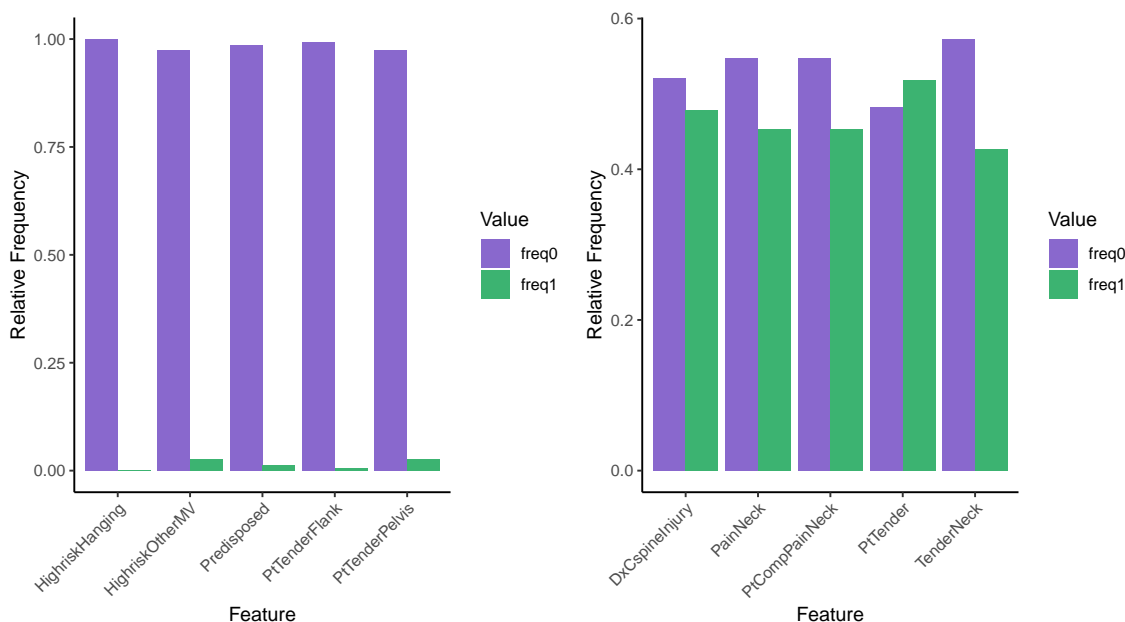 1.00
0.75
0.50
0.25
0.00
Relative Frequency
HighriskHanging
HighriskOtherMV
Predisposed
PtTenderFlank
PtTenderPelvis
Feature
Value
freq0
freq1
0.6
0.4
0.2
0.0
Relative Frequency
DxCspineInjury
PainNeck
PtCompPainNeck
PtTender
TenderNeck
Feature
Value
freq0
freq1